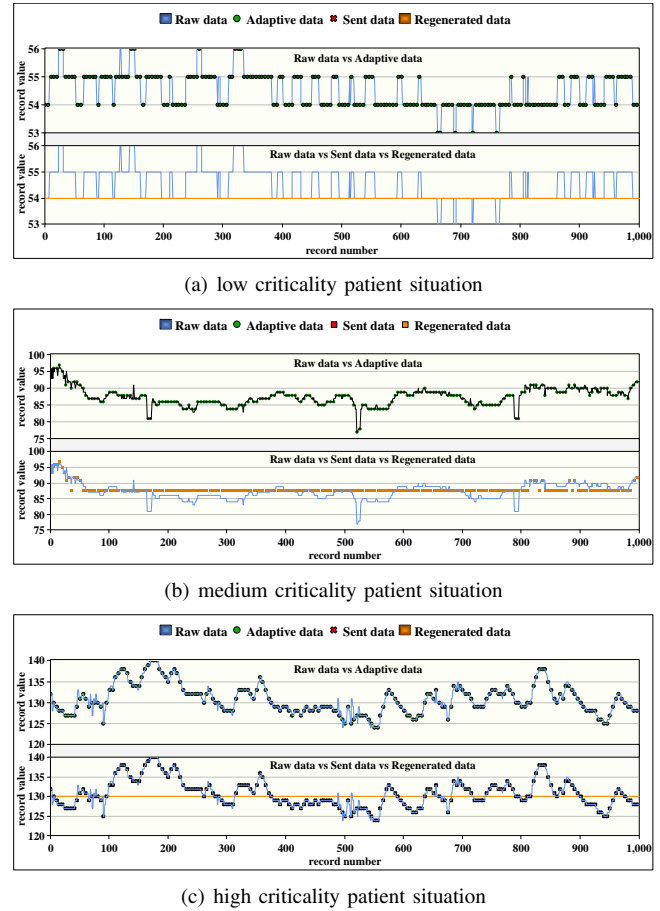 Raw data Adaptive data Sent data Regenerated data
Raw data vs Adaptive data
record value
56
55
54
53
Raw data vs Sent data vs Regenerated data
record value
56
55
54
53
0 100 200 300 400 500 600 700 800 900 1,000
record number
(a) low criticality patient situation
Raw data Adaptive data Sent data Regenerated data
Raw data vs Adaptive data
record value
100
95
90
85
80
75
Raw data vs Sent data vs Regenerated data
record value
100
95
90
85
80
75
0 100 200 300 400 500 600 700 800 900 1,000
record number
(b) medium criticality patient situation
Raw data Adaptive data Sent data Regenerated data
Raw data vs Adaptive data
record value
140
135
130
125
120
Raw data vs Sent data vs Regenerated data
record value
140
135
130
125
120
0 100 200 300 400 500 600 700 800 900 1,000
record number
(c) high criticality patient situation